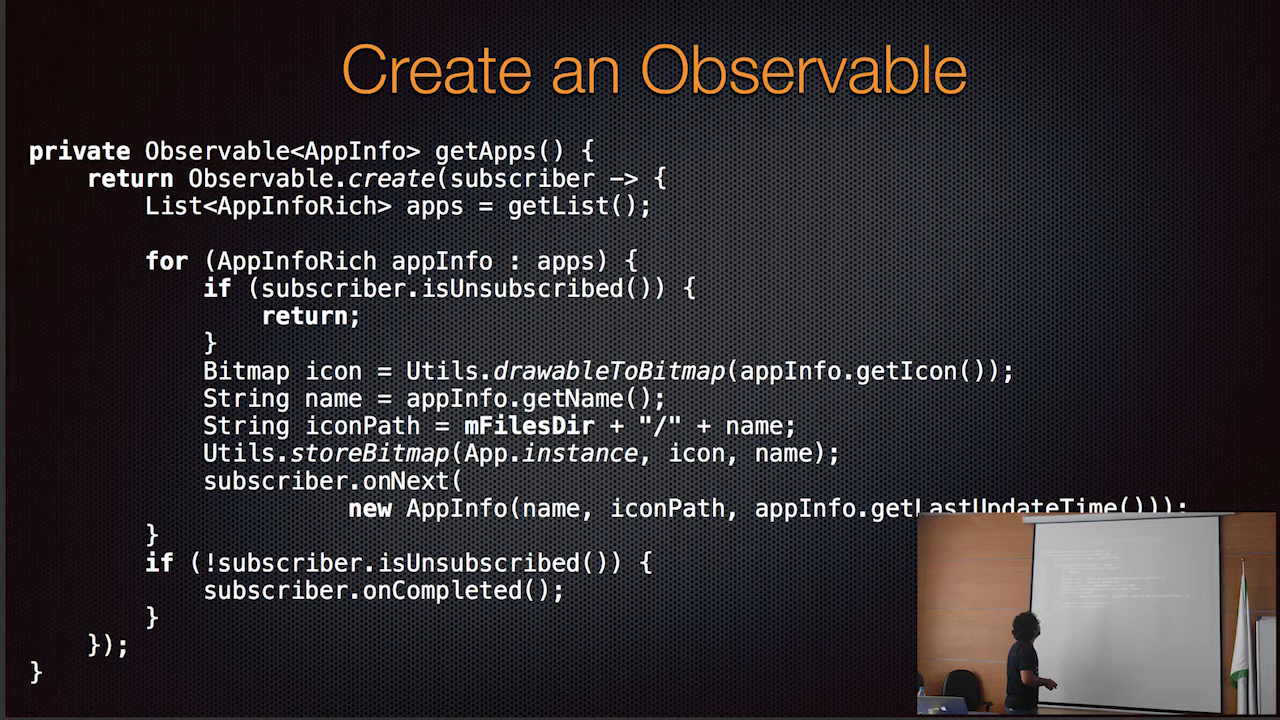 Create an Observable
private Observable<AppInfo> getApps() {
return Observable.create(subscriber -> {
List<AppInfoRich> apps = getList();
for (AppInfoRich appInfo : apps) {
if (subscriber.isUnsubscribed()) {
return;
}
Bitmap icon = Utils.drawableToBitmap(appInfo.getIcon());
String name = appInfo.getName();
String iconPath = mFilesDir + "/" + name;
Utils.storeBitmap(App.instance, icon, name);
subscriber.onNext(
new AppInfo(name, iconPath, appInfo.getLastUpdateTime()));
}
if (!subscriber.isUnsubscribed()) {
subscriber.onCompleted();
}
});
}